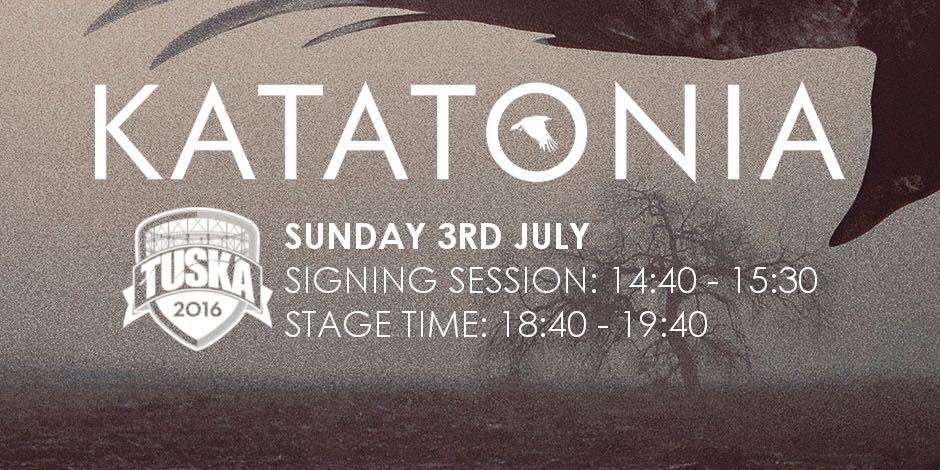 KATATONIA
TUSKA
2016
SUNDAY 3RD JULY
SIGNING SESSION: 14:40 - 15:30
STAGE TIME: 18:40 - 19:40